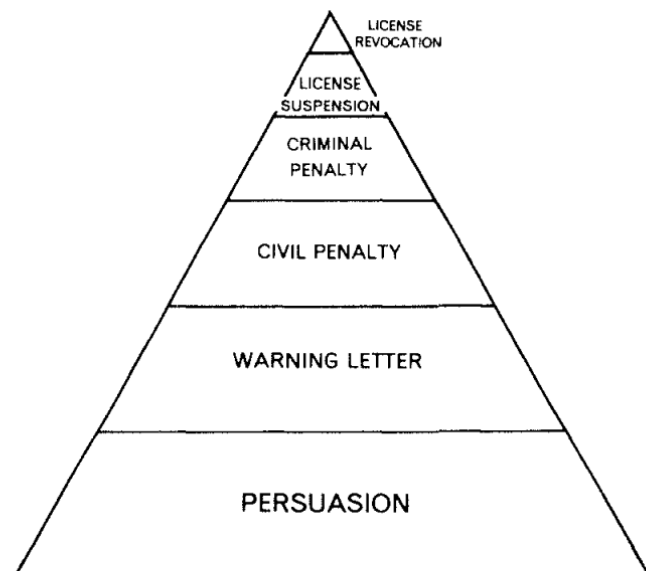 LICENSE
REVOCATION
LICENSE
SUSPENSION
CRIMINAL
PENALTY
CIVIL PENALTY
WARNING LETTER
PERSUASION